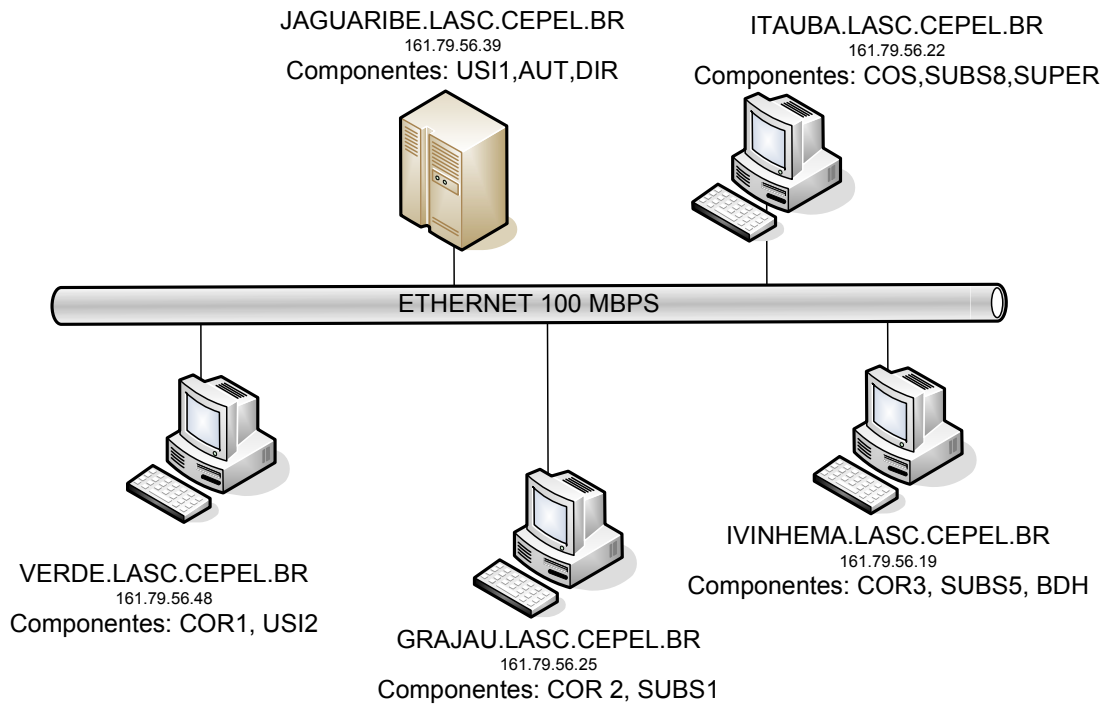 JAGUARIBE.LASC.CEPEL.BR
161.79.56.39
Componentes: USI1,AUT,DIR
ITAUBA.LASC.CEPEL.BR
161.79.56.22
Componentes: COS,SUBS8,SUPER
ETHERNET 100 MBPS
VERDE.LASC.CEPEL.BR
161.79.56.48
Componentes: COR1, USI2
GRAJAU.LASC.CEPEL.BR
161.79.56.25
Componentes: COR 2, SUBS1
IVINHEMA.LASC.CEPEL.BR
161.79.56.19
Componentes: COR3, SUBS5, BDH